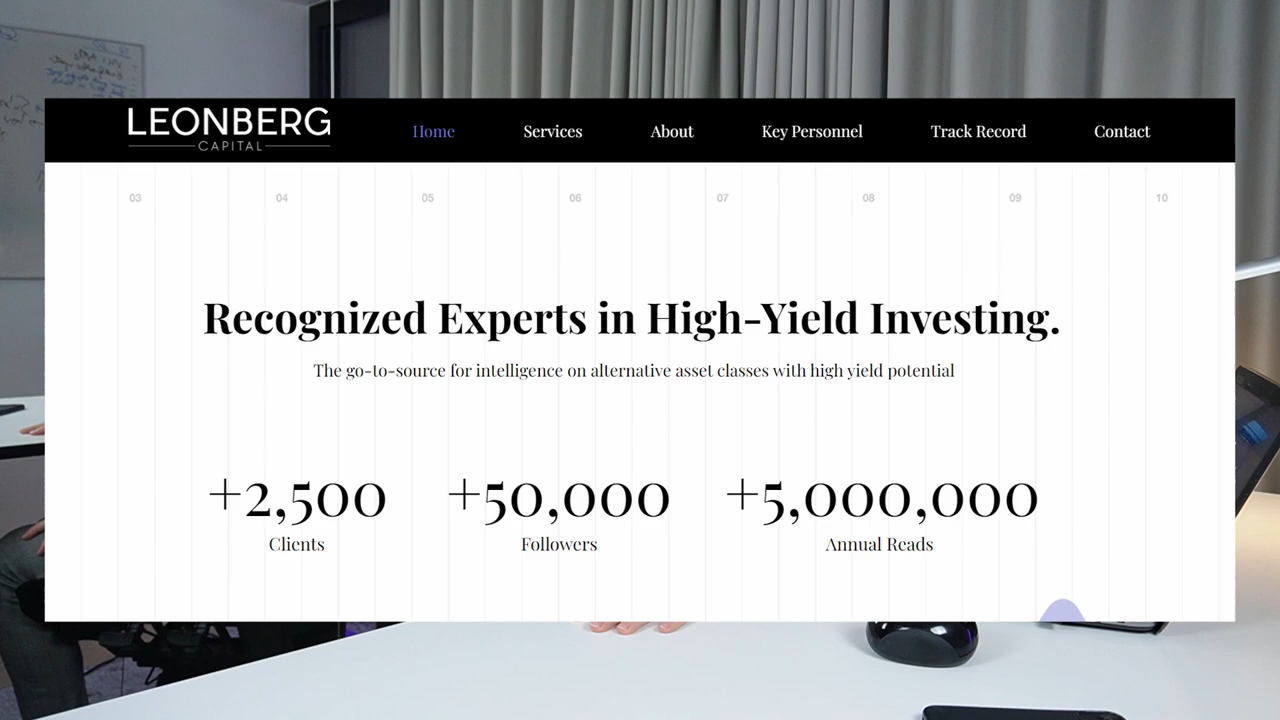 LEONBERG
CAPITAL
Home Services About Key Personnel Track Record Contact
03 04 05 06 07 08 09 10
Recognized Experts in High-Yield Investing.
The go-to-source for intelligence on alternative asset classes with high yield potential
+2,500 +50,000 +5,000,000
Clients Followers Annual Reads